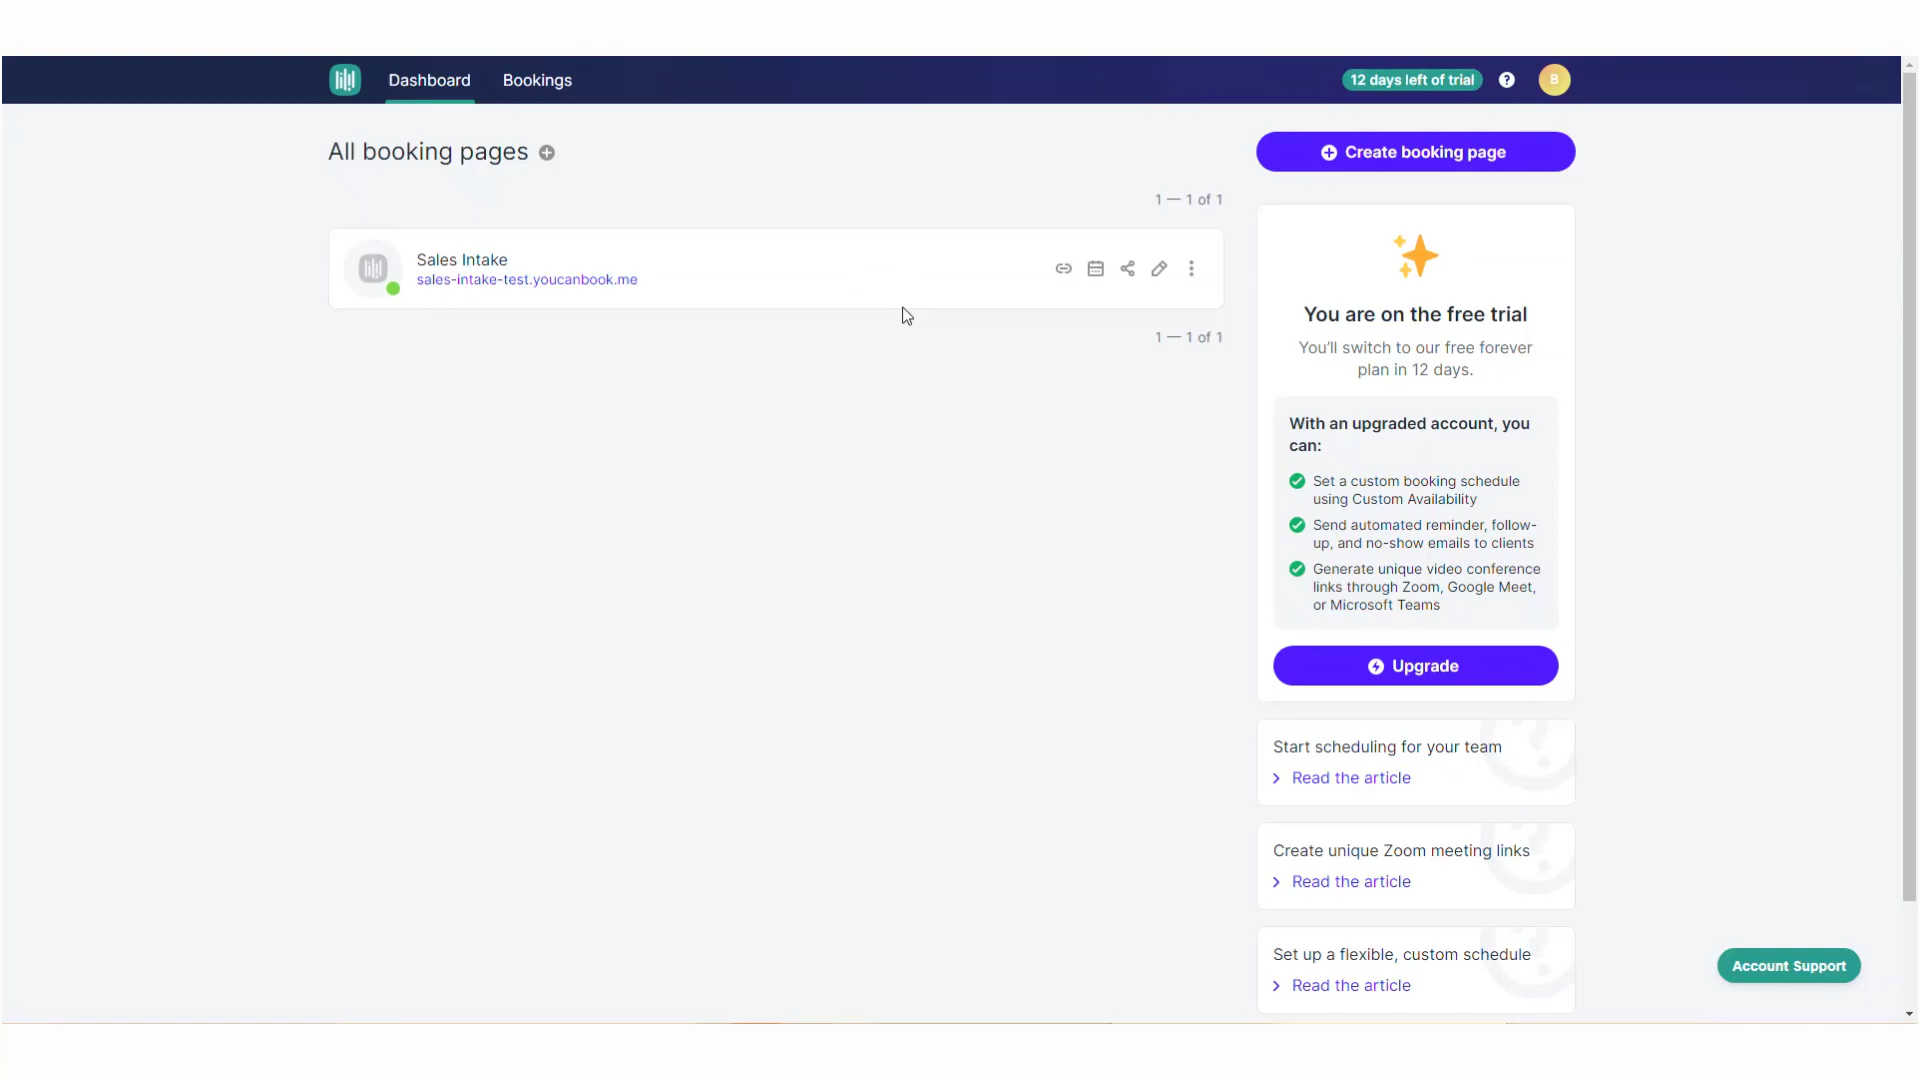 Dashboard
Bookings
12 days left of trial
?
B
All booking pages
Create booking page
1 — 1 of 1
Sales Intake
sales-intake-test.youcanbook.me
1 — 1 of 1
You are on the free trial
You'll switch to our free forever
plan in 12 days.
With an upgraded account, you
can:
Set a custom booking schedule
using Custom Availability
Send automated reminder, follow-
up, and no-show emails to clients
Generate unique video conference
links through Zoom, Google Meet,
or Microsoft Teams
Upgrade
Start scheduling for your team
Read the article
Create unique Zoom meeting links
Read the article
Set up a flexible, custom schedule
Read the article
Account Support